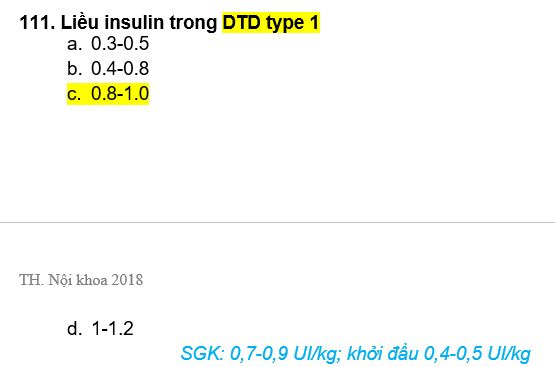 111. Liều insulin trong DTD type 1
a. 0.3-0.5
b. 0.4-0.8
c. 0.8-1.0
TH. Nội khoa 2018
d. 1-1.2
SGK: 0,7-0,9 UI/kg; khởi đầu 0,4-0,5 UI/kg